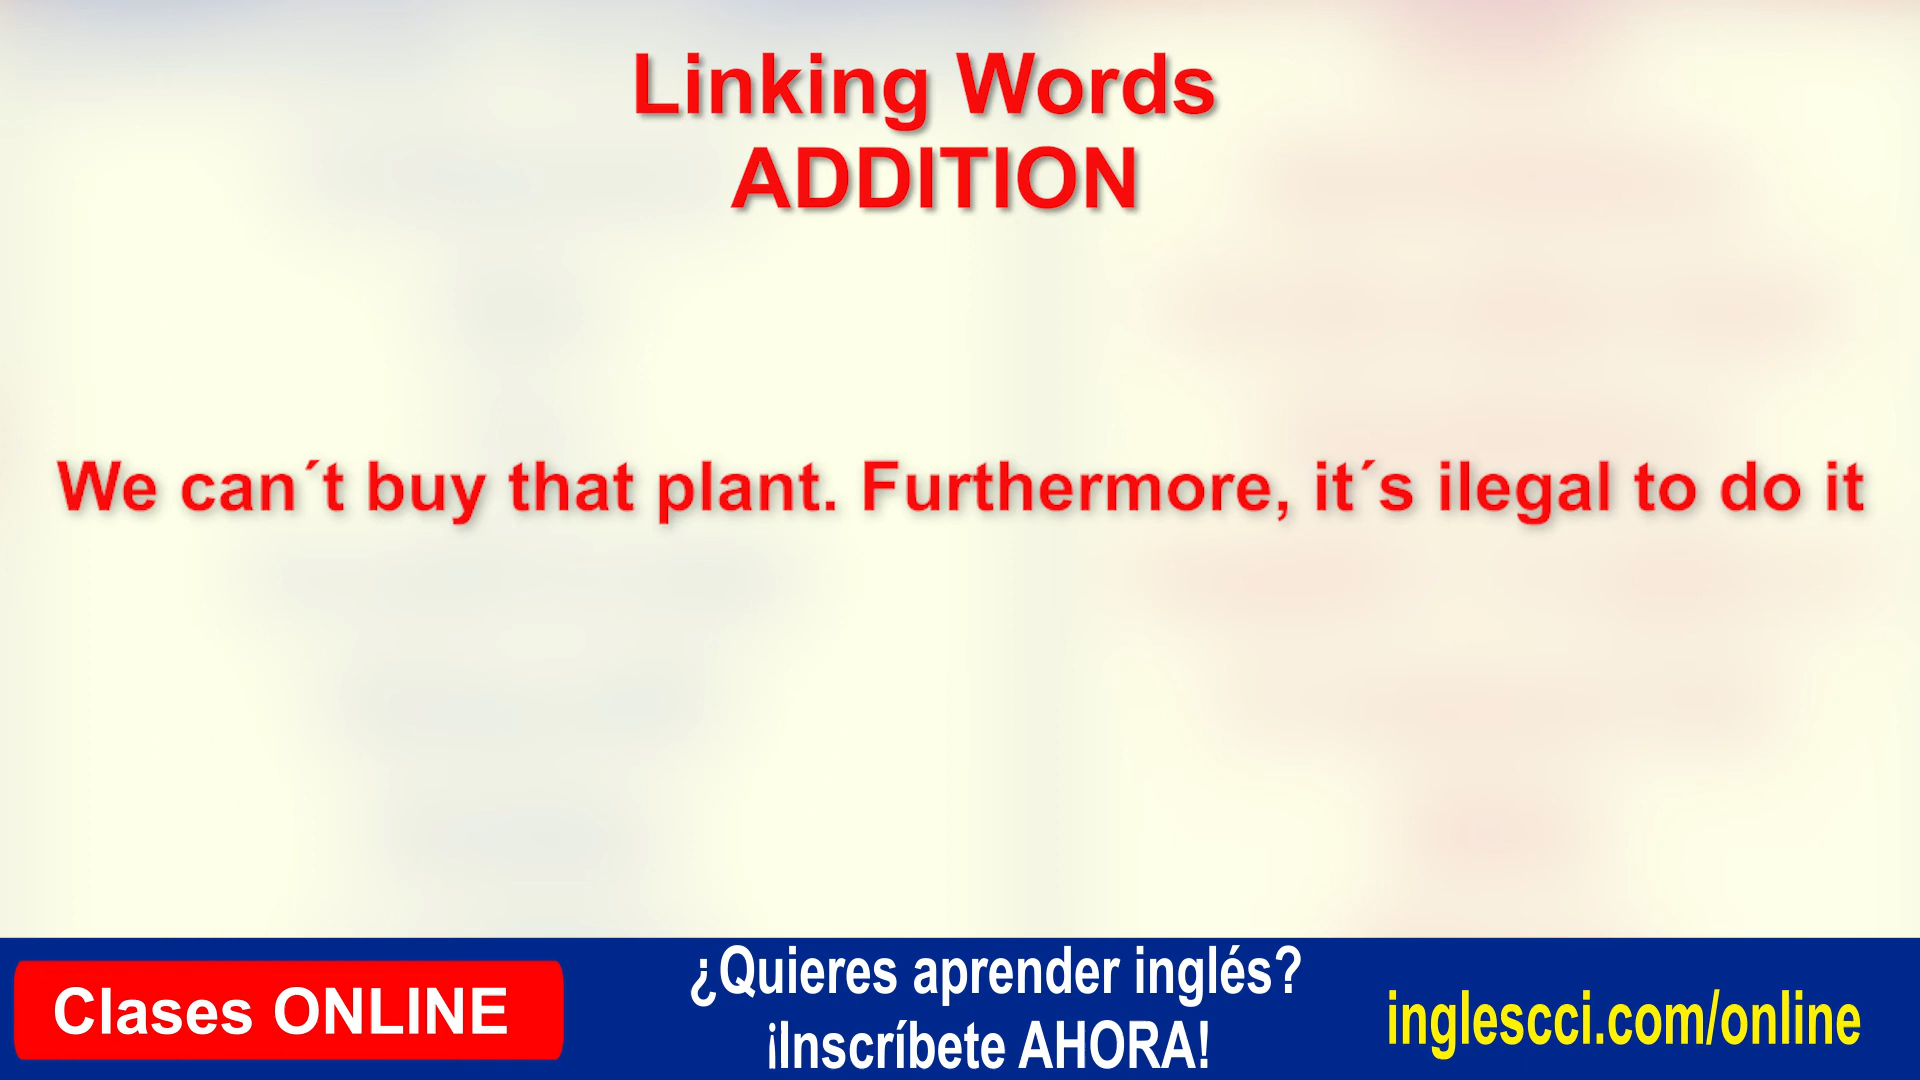 Linking Words
ADDITION
We can´t buy that plant. Furthermore, it´s ilegal to do it
Clases ONLINE
¿Quieres aprender inglés?
¡Inscríbete AHORA!
inglescci.com/online